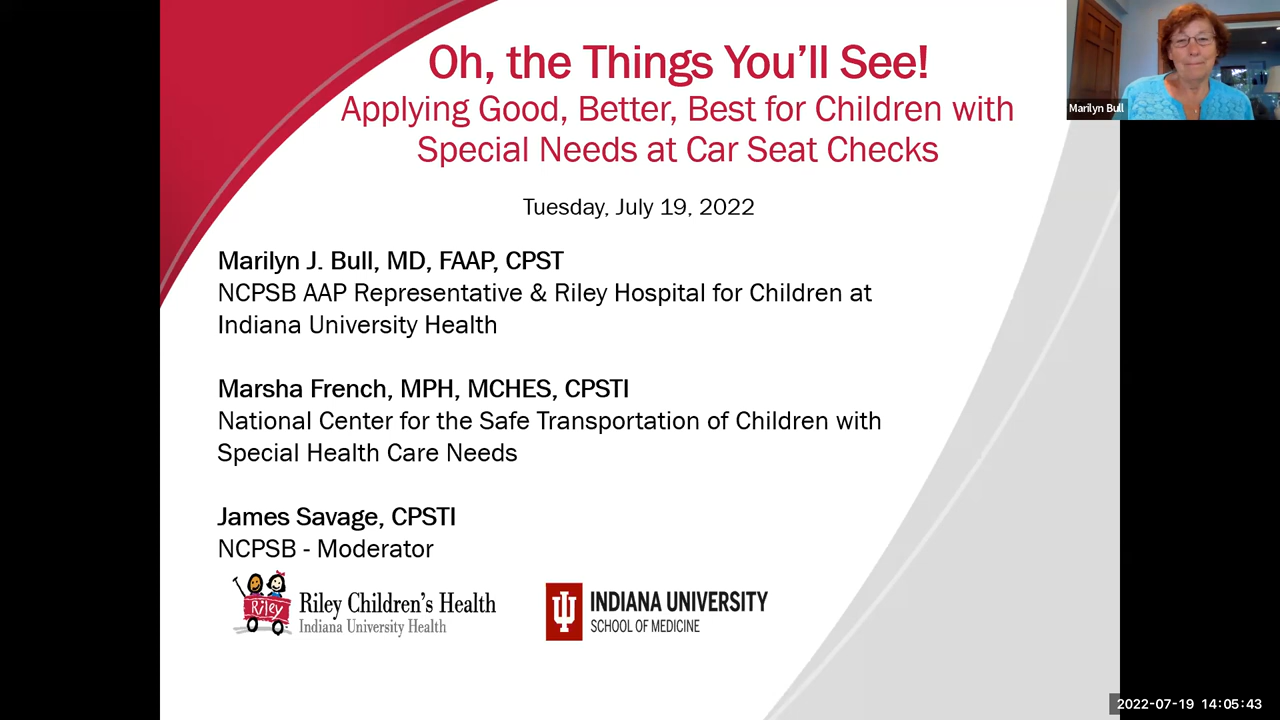 Oh, the Things You'll See!
Applying Good, Better, Best for Children with
Special Needs at Car Seat Checks
Tuesday, July 19, 2022
Marilyn J. Bull, MD, FAAP, CPST
NCPSB AAP Representative & Riley Hospital for Children at
Indiana University Health
Marsha French, MPH, MCHES, CPSTI
National Center for the Safe Transportation of Children with
Special Health Care Needs
James Savage, CPSTI
NCPSB - Moderator
Riley
Riley Children's Health
Indiana University Health
INDIANA UNIVERSITY
SCHOOL OF MEDICINE
Marilyn Bull
2022-07-19 14:05:43